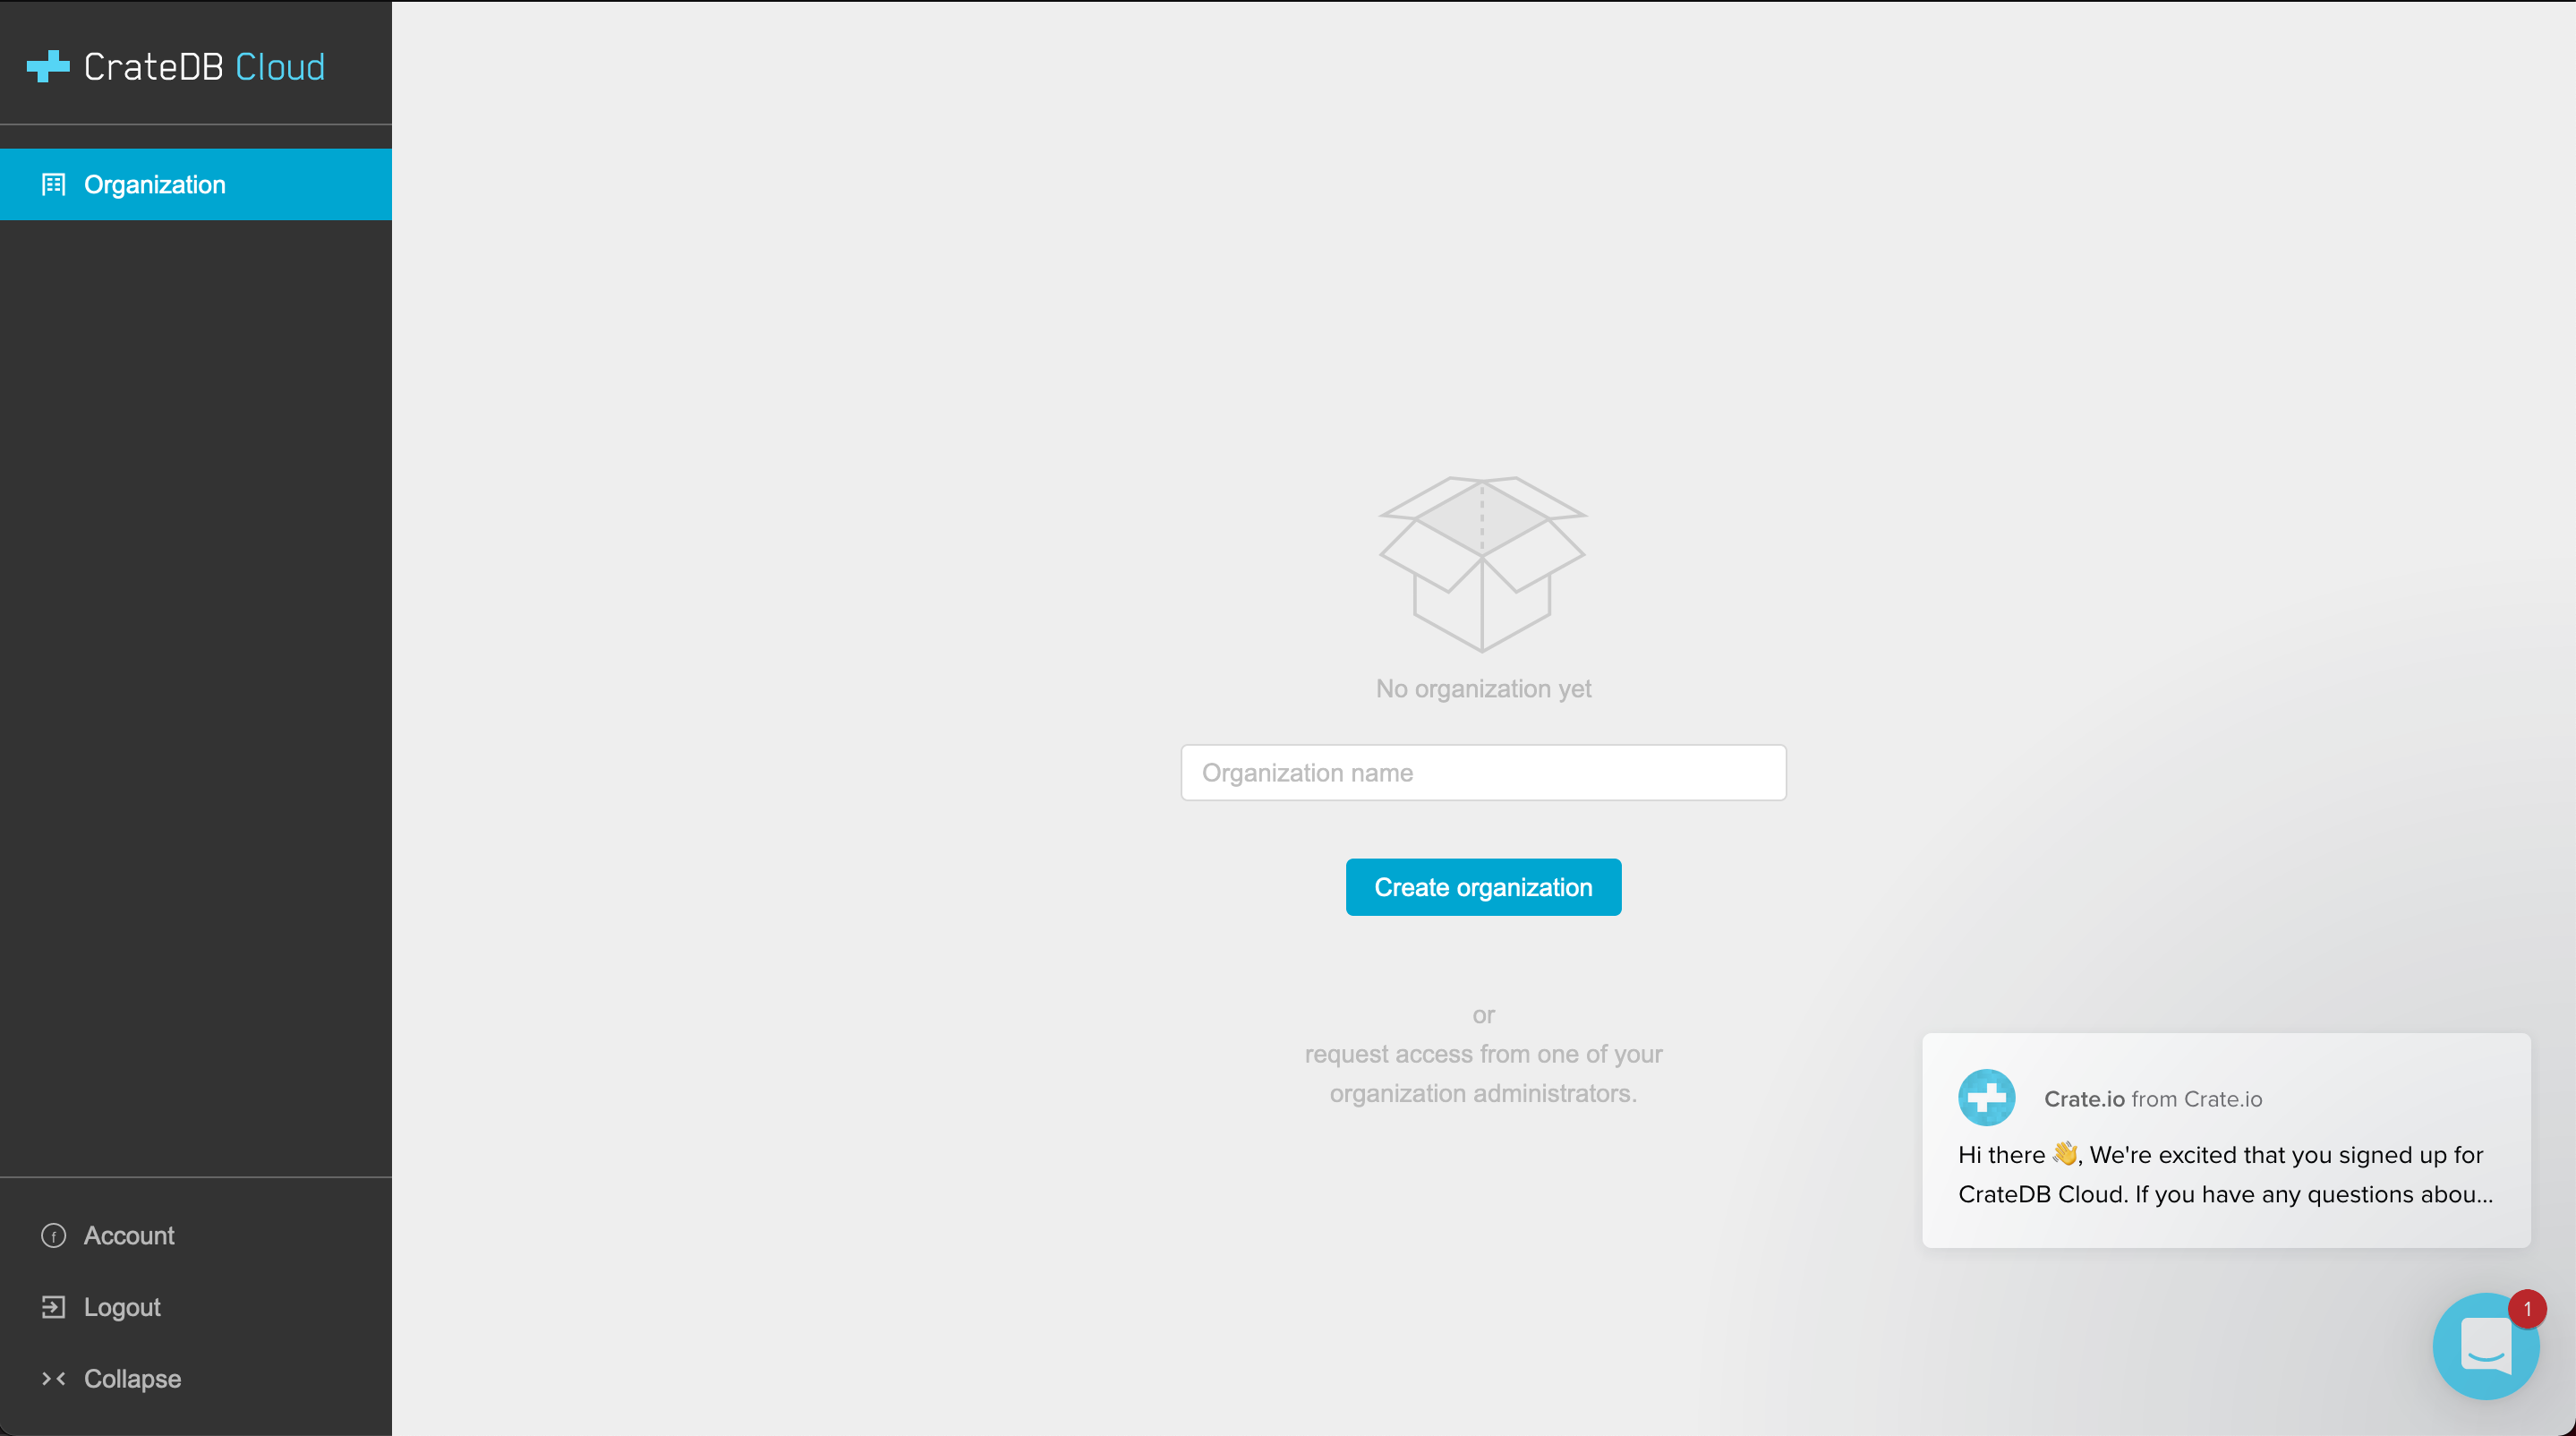 CrateDB Cloud
Organization
No organization yet
Organization name
Create organization
or
request access from one of your
organization administrators.
Crate.io from Crate.io
Hi there 👋, We're excited that you signed up for
CrateDB Cloud. If you have any questions abou...
1
f Account
Logout
Collapse